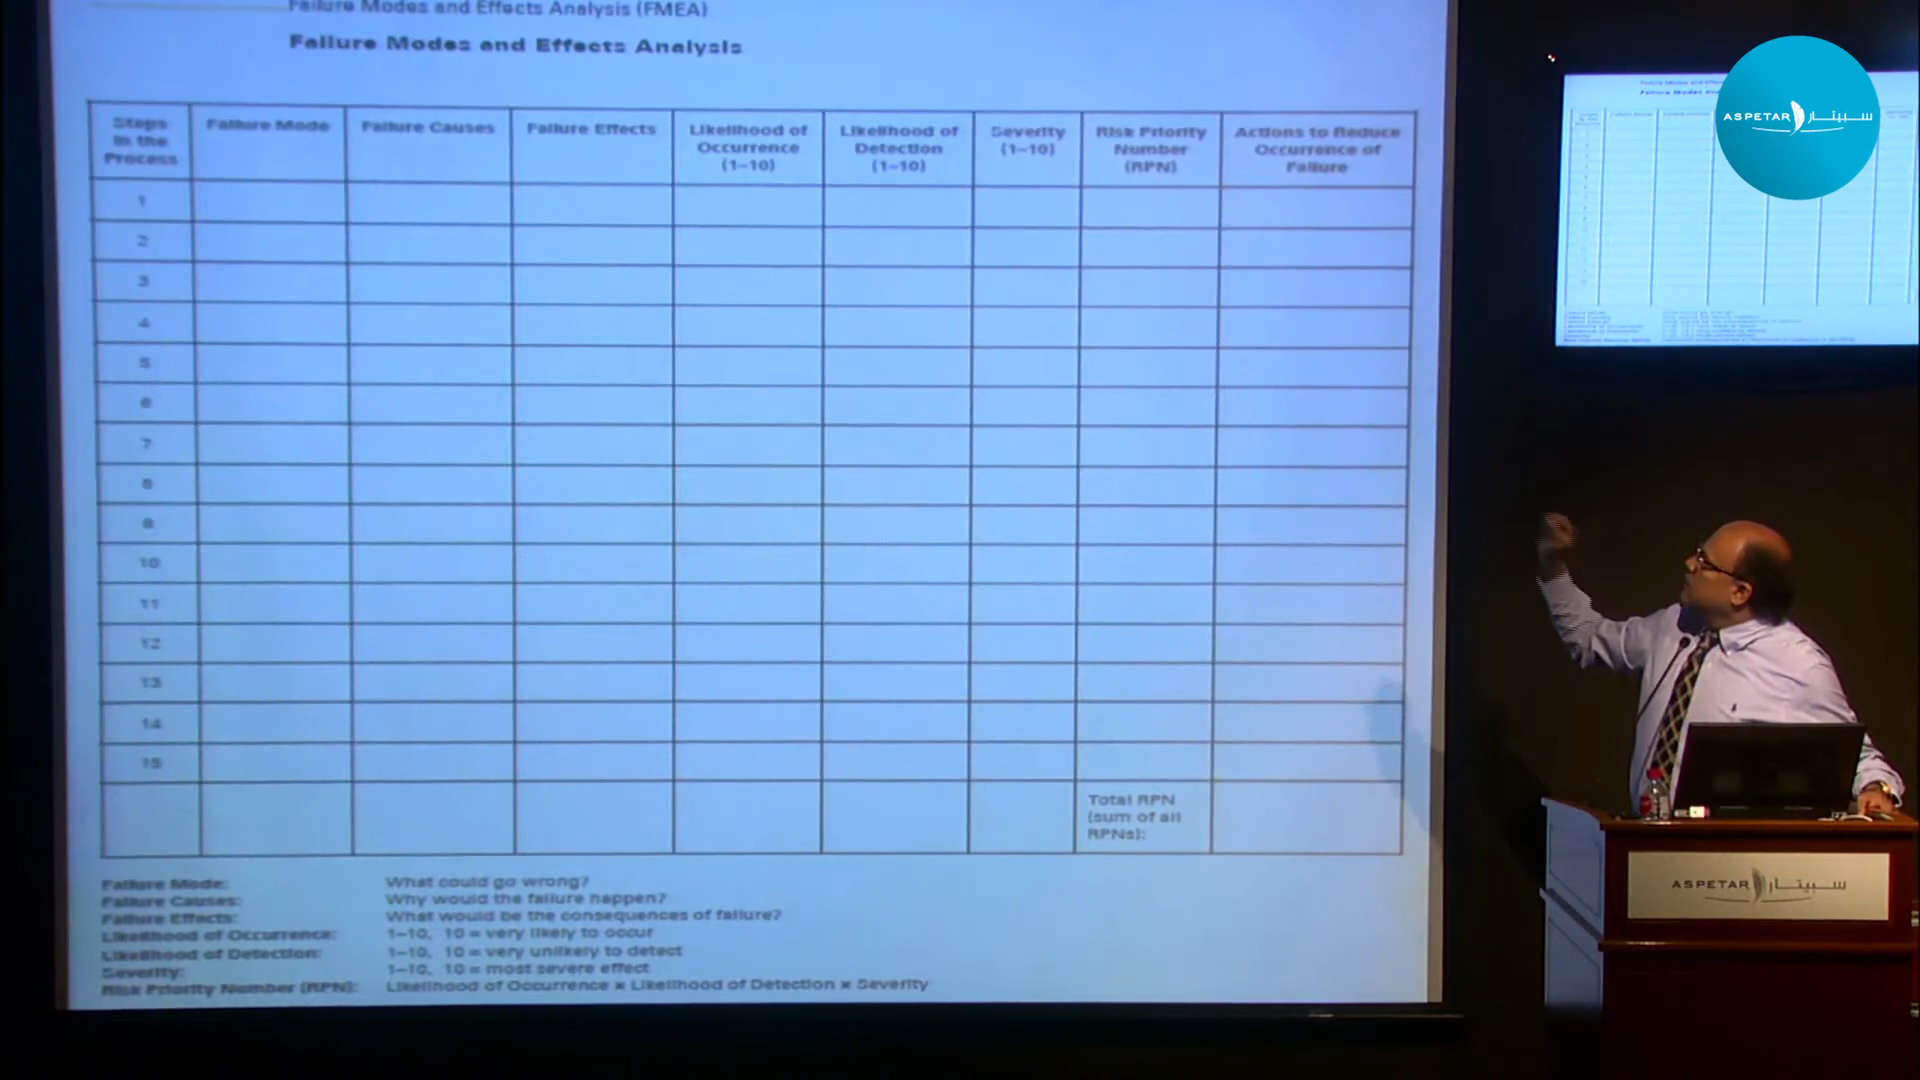 Failure Modes and Effects Analysis (FMEA)
Failure Modes and Effects Analysis
Steps in the Process
Failure Mode
Failure Causes
Failure Effects
Likelihood of Occurrence (1–10)
Likelihood of Detection (1–10)
Severity (1–10)
Risk Priority Number (RPN)
Actions to Reduce Occurrence of Failure
1
2
3
4
5
6
7
8
9
10
11
12
13
14
15
Total RPN (sum of all RPNs):
Failure Mode: What could go wrong?
Failure Causes: Why would the failure happen?
Failure Effects: What would be the consequences of failure?
Likelihood of Occurrence: 1–10, 10 = very likely to occur
Likelihood of Detection: 1–10, 10 = very unlikely to detect
Severity: 1–10, 10 = most severe effect
Risk Priority Number (RPN): Likelihood of Occurrence × Likelihood of Detection × Severity
ASPETAR سبيتار
ASPETAR سبيتار